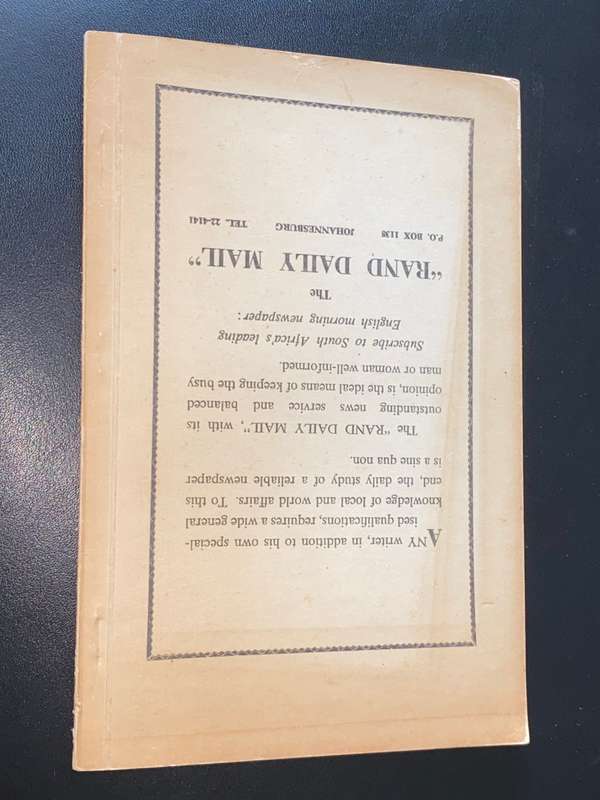 ANY writer, in addition to his own special-
ised qualifications, requires a wide general
knowledge of local and world affairs. To this
end, the daily study of a reliable newspaper
is a sine qua non.
The "RAND DAILY MAIL", with its
outstanding news service and balanced
opinion, is the ideal means of keeping the busy
man or woman well-informed.
Subscribe to South Africa's leading
English morning newspaper:
The
"RAND DAILY MAIL"
P.O. BOX 1138 JOHANNESBURG TEL. 22-4141